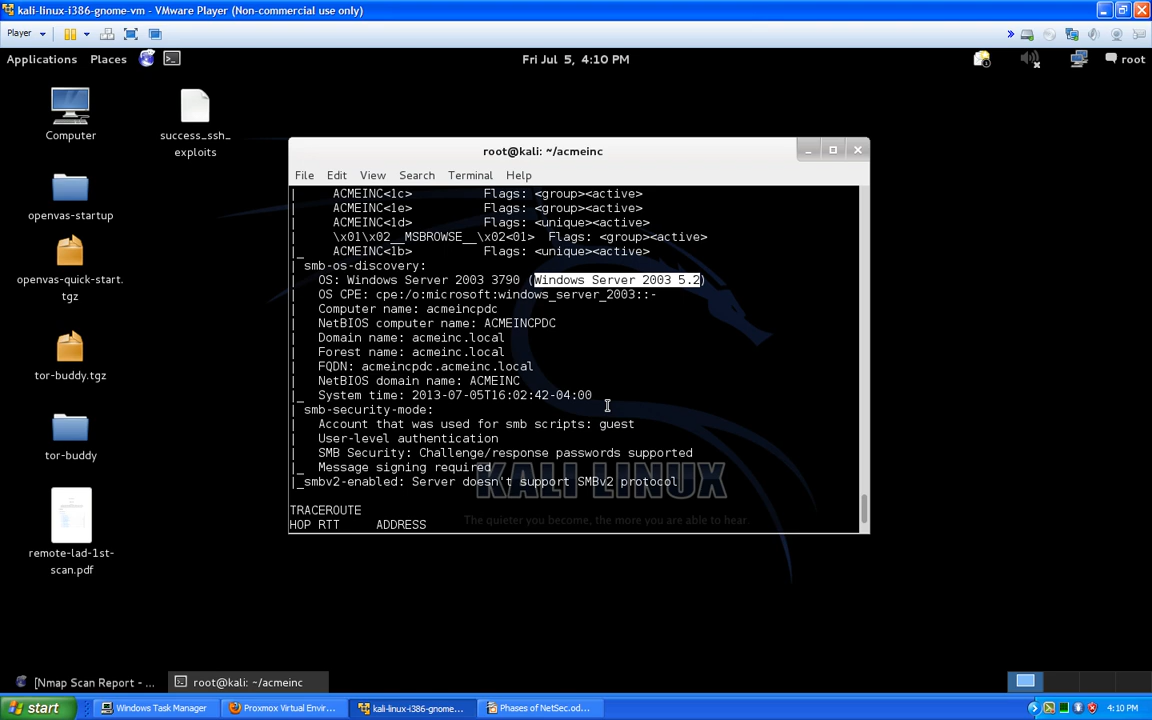 kali-linux-i386-gnome-vm - VMware Player (Non-commercial use only)
Player
Applications Places Fri Jul 5, 4:10 PM root
Computer
success_ssh_
exploits
openvas-startup
openvas-quick-start.
tgz
tor-buddy.tgz
tor-buddy
remote-lad-1st-
scan.pdf
root@kali: ~/acmeinc
File Edit View Search Terminal Help
| ACMEINC<1c> Flags: <group><active>
| ACMEINC<1e> Flags: <group><active>
| ACMEINC<1d> Flags: <unique><active>
| \x01\x02__MSBROWSE__\x02<01> Flags: <group><active>
|_ ACMEINC<1b> Flags: <unique><active>
| smb-os-discovery:
| OS: Windows Server 2003 3790 (Windows Server 2003 5.2)
| OS CPE: cpe:/o:microsoft:windows_server_2003::-
| Computer name: acmeincpdc
| NetBIOS computer name: ACMEINCPDC
| Domain name: acmeinc.local
| Forest name: acmeinc.local
| FQDN: acmeincpdc.acmeinc.local
| NetBIOS domain name: ACMEINC
|_ System time: 2013-07-05T16:02:42-04:00
| smb-security-mode:
| Account that was used for smb scripts: guest
| User-level authentication
| SMB Security: Challenge/response passwords supported
|_ Message signing required
|_smbv2-enabled: Server doesn't support SMBv2 protocol
KALI LINUX
TRACEROUTE
The quieter you become, the more you are able to hear
HOP RTT ADDRESS
[Nmap Scan Report - ... root@kali: ~/acmeinc
start Windows Task Manager Proxmox Virtual Envir... kali-linux-i386-gnome... Phases of NetSec.od... 4:10 PM